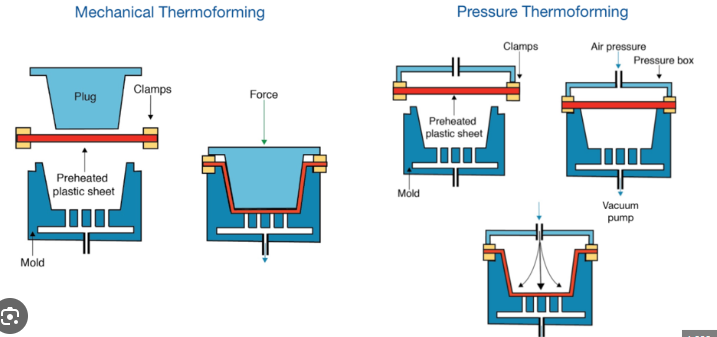 Mechanical Thermoforming
Plug
Clamps
Preheated
plastic sheet
Mold
Force
Pressure Thermoforming
Clamps
Preheated
plastic sheet
Mold
Air pressure
Pressure box
Vacuum
pump